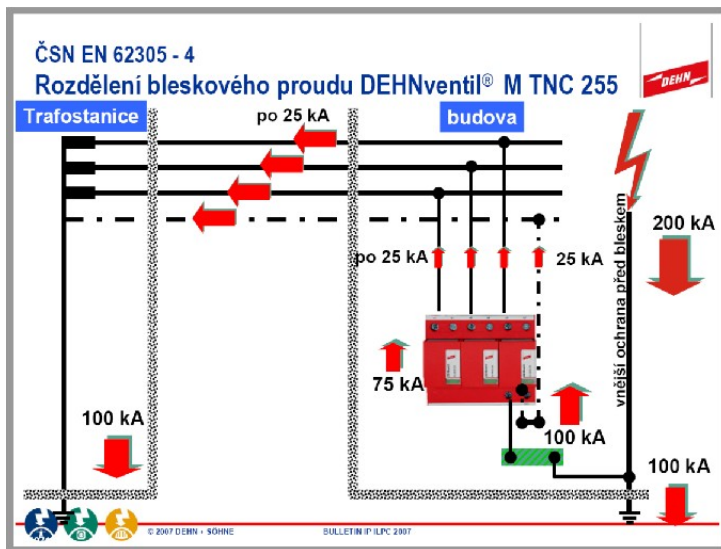 ČSN EN 62305 - 4
Rozdělení bleskového proudu DEHNventil® M TNC 255
DEHN
Trafostanice
po 25 kA
budova
vnější ochrana před bleskem
200 kA
po 25 kA
25 kA
75 kA
100 kA
100 kA
100 kA
© 2007 DEHN + SÖHNE
BULLETIN IP ILPC 2007